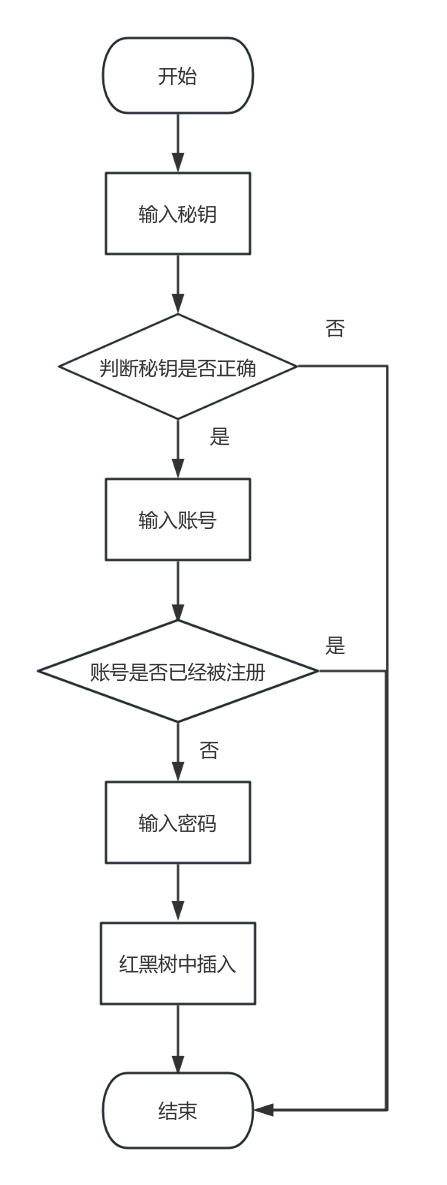 开始
输入秘钥
否
判断秘钥是否正确
是
输入账号
是
账号是否已经被注册
否
输入密码
红黑树中插入
结束